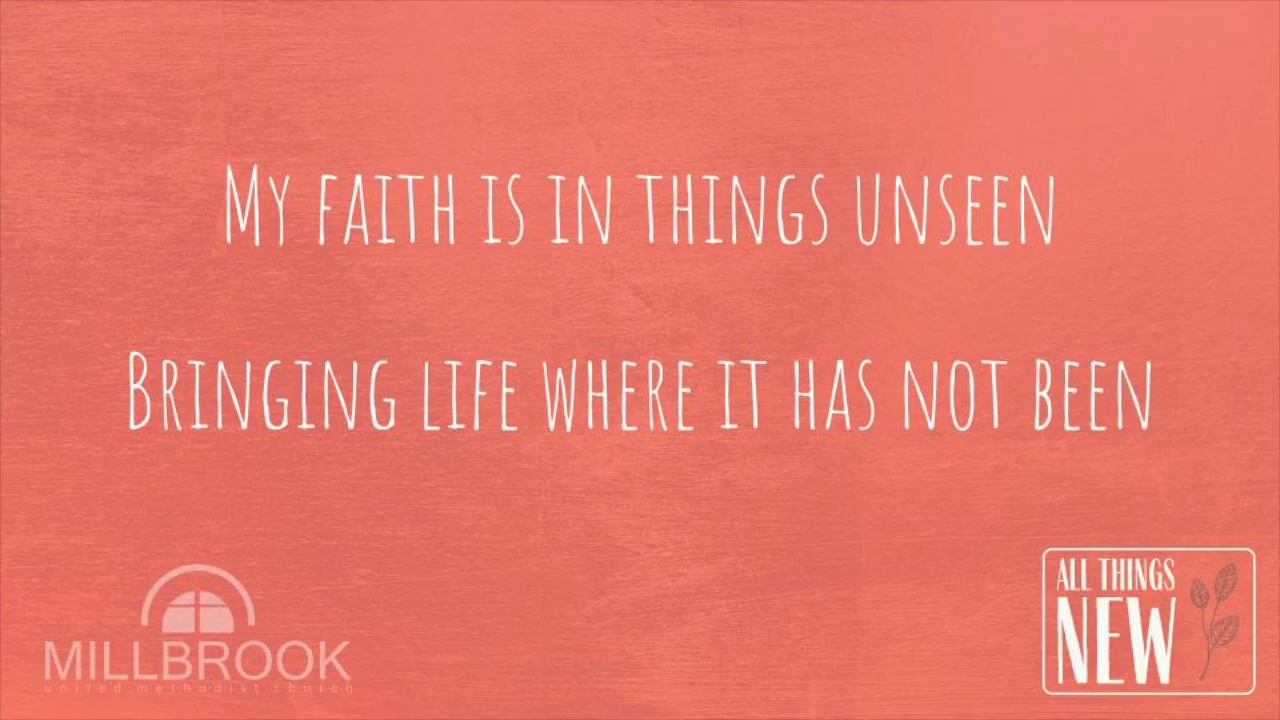 My faith is in things unseen
Bringing life where it has not been
MILLBROOK
united methodist church
ALL THINGS
NEW